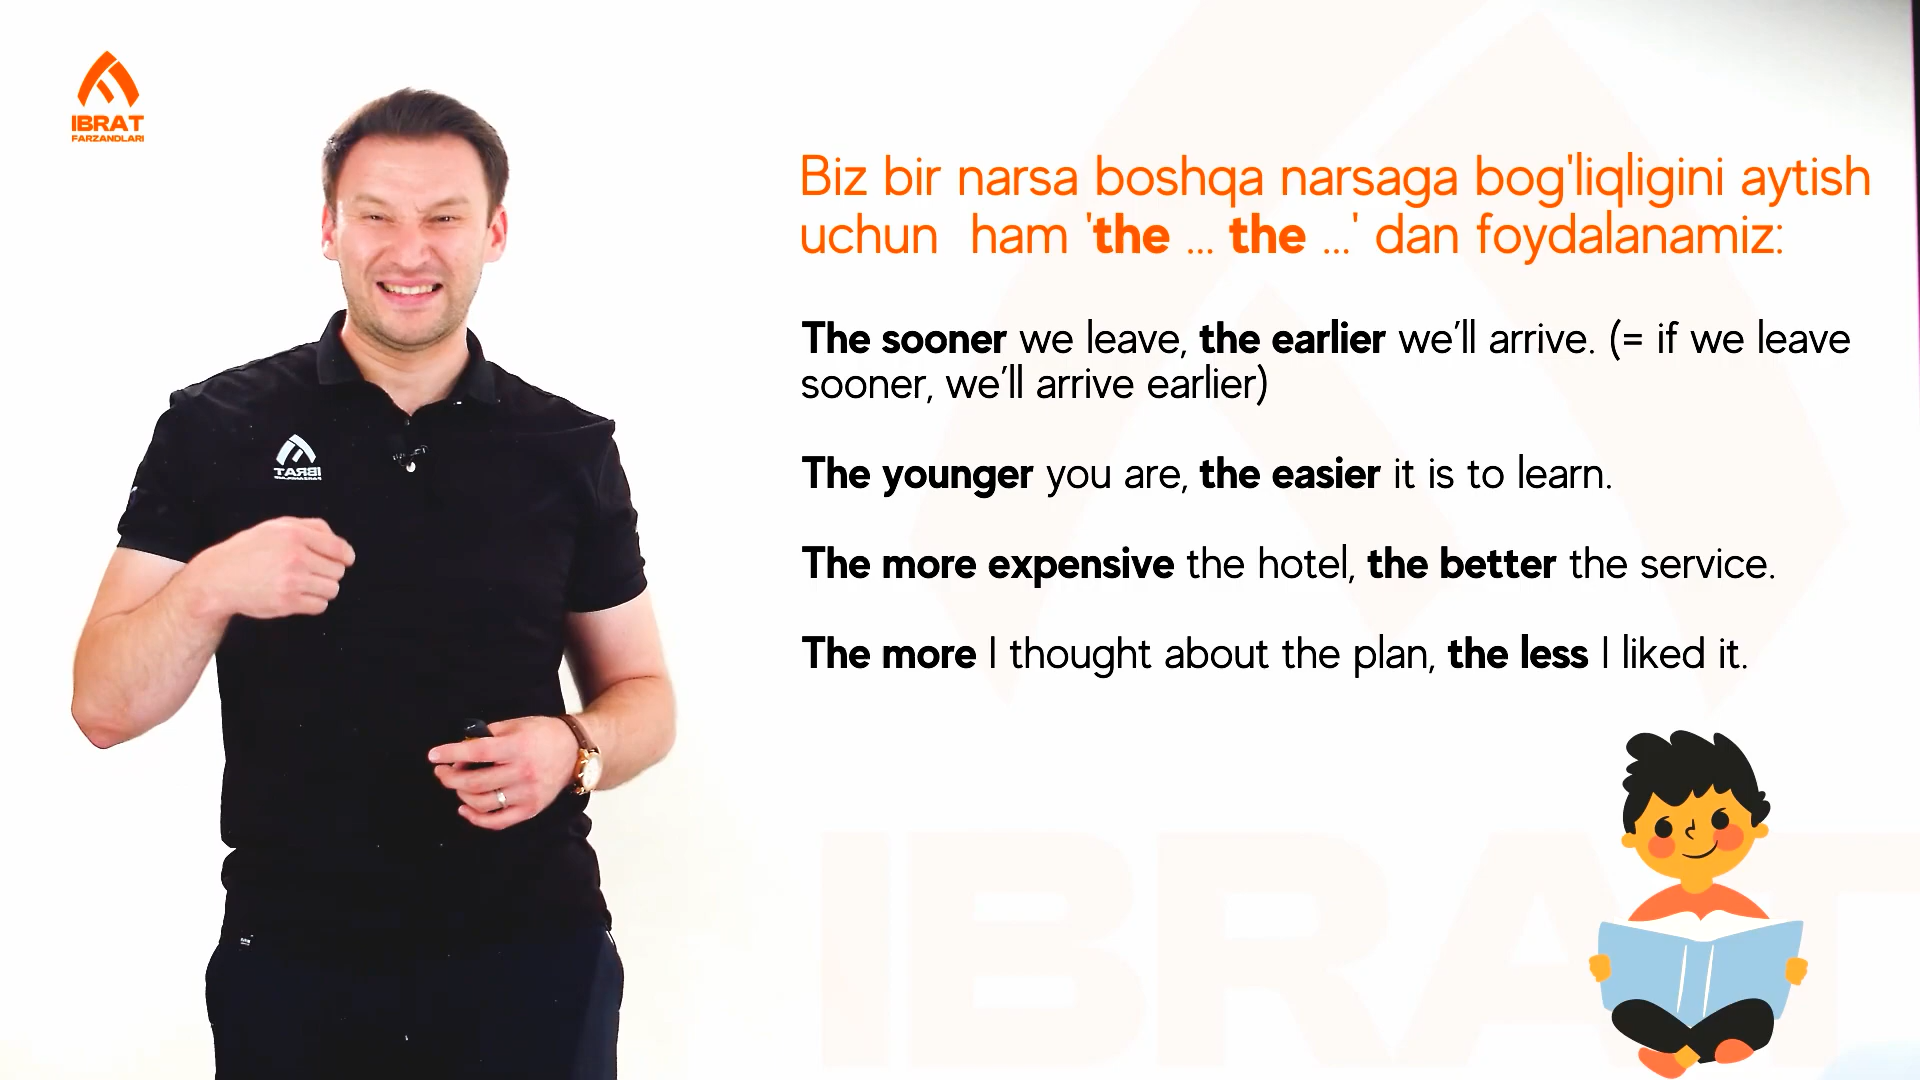 IBRAT
FARZANDLARI
Biz bir narsa boshqa narsaga bog'liqligini aytish
uchun ham 'the ... the ...' dan foydalanamiz:
The sooner we leave, the earlier we’ll arrive. (= if we leave
sooner, we’ll arrive earlier)
The younger you are, the easier it is to learn.
The more expensive the hotel, the better the service.
The more I thought about the plan, the less I liked it.
IBRAT
FARZANDLARI
IBRAT